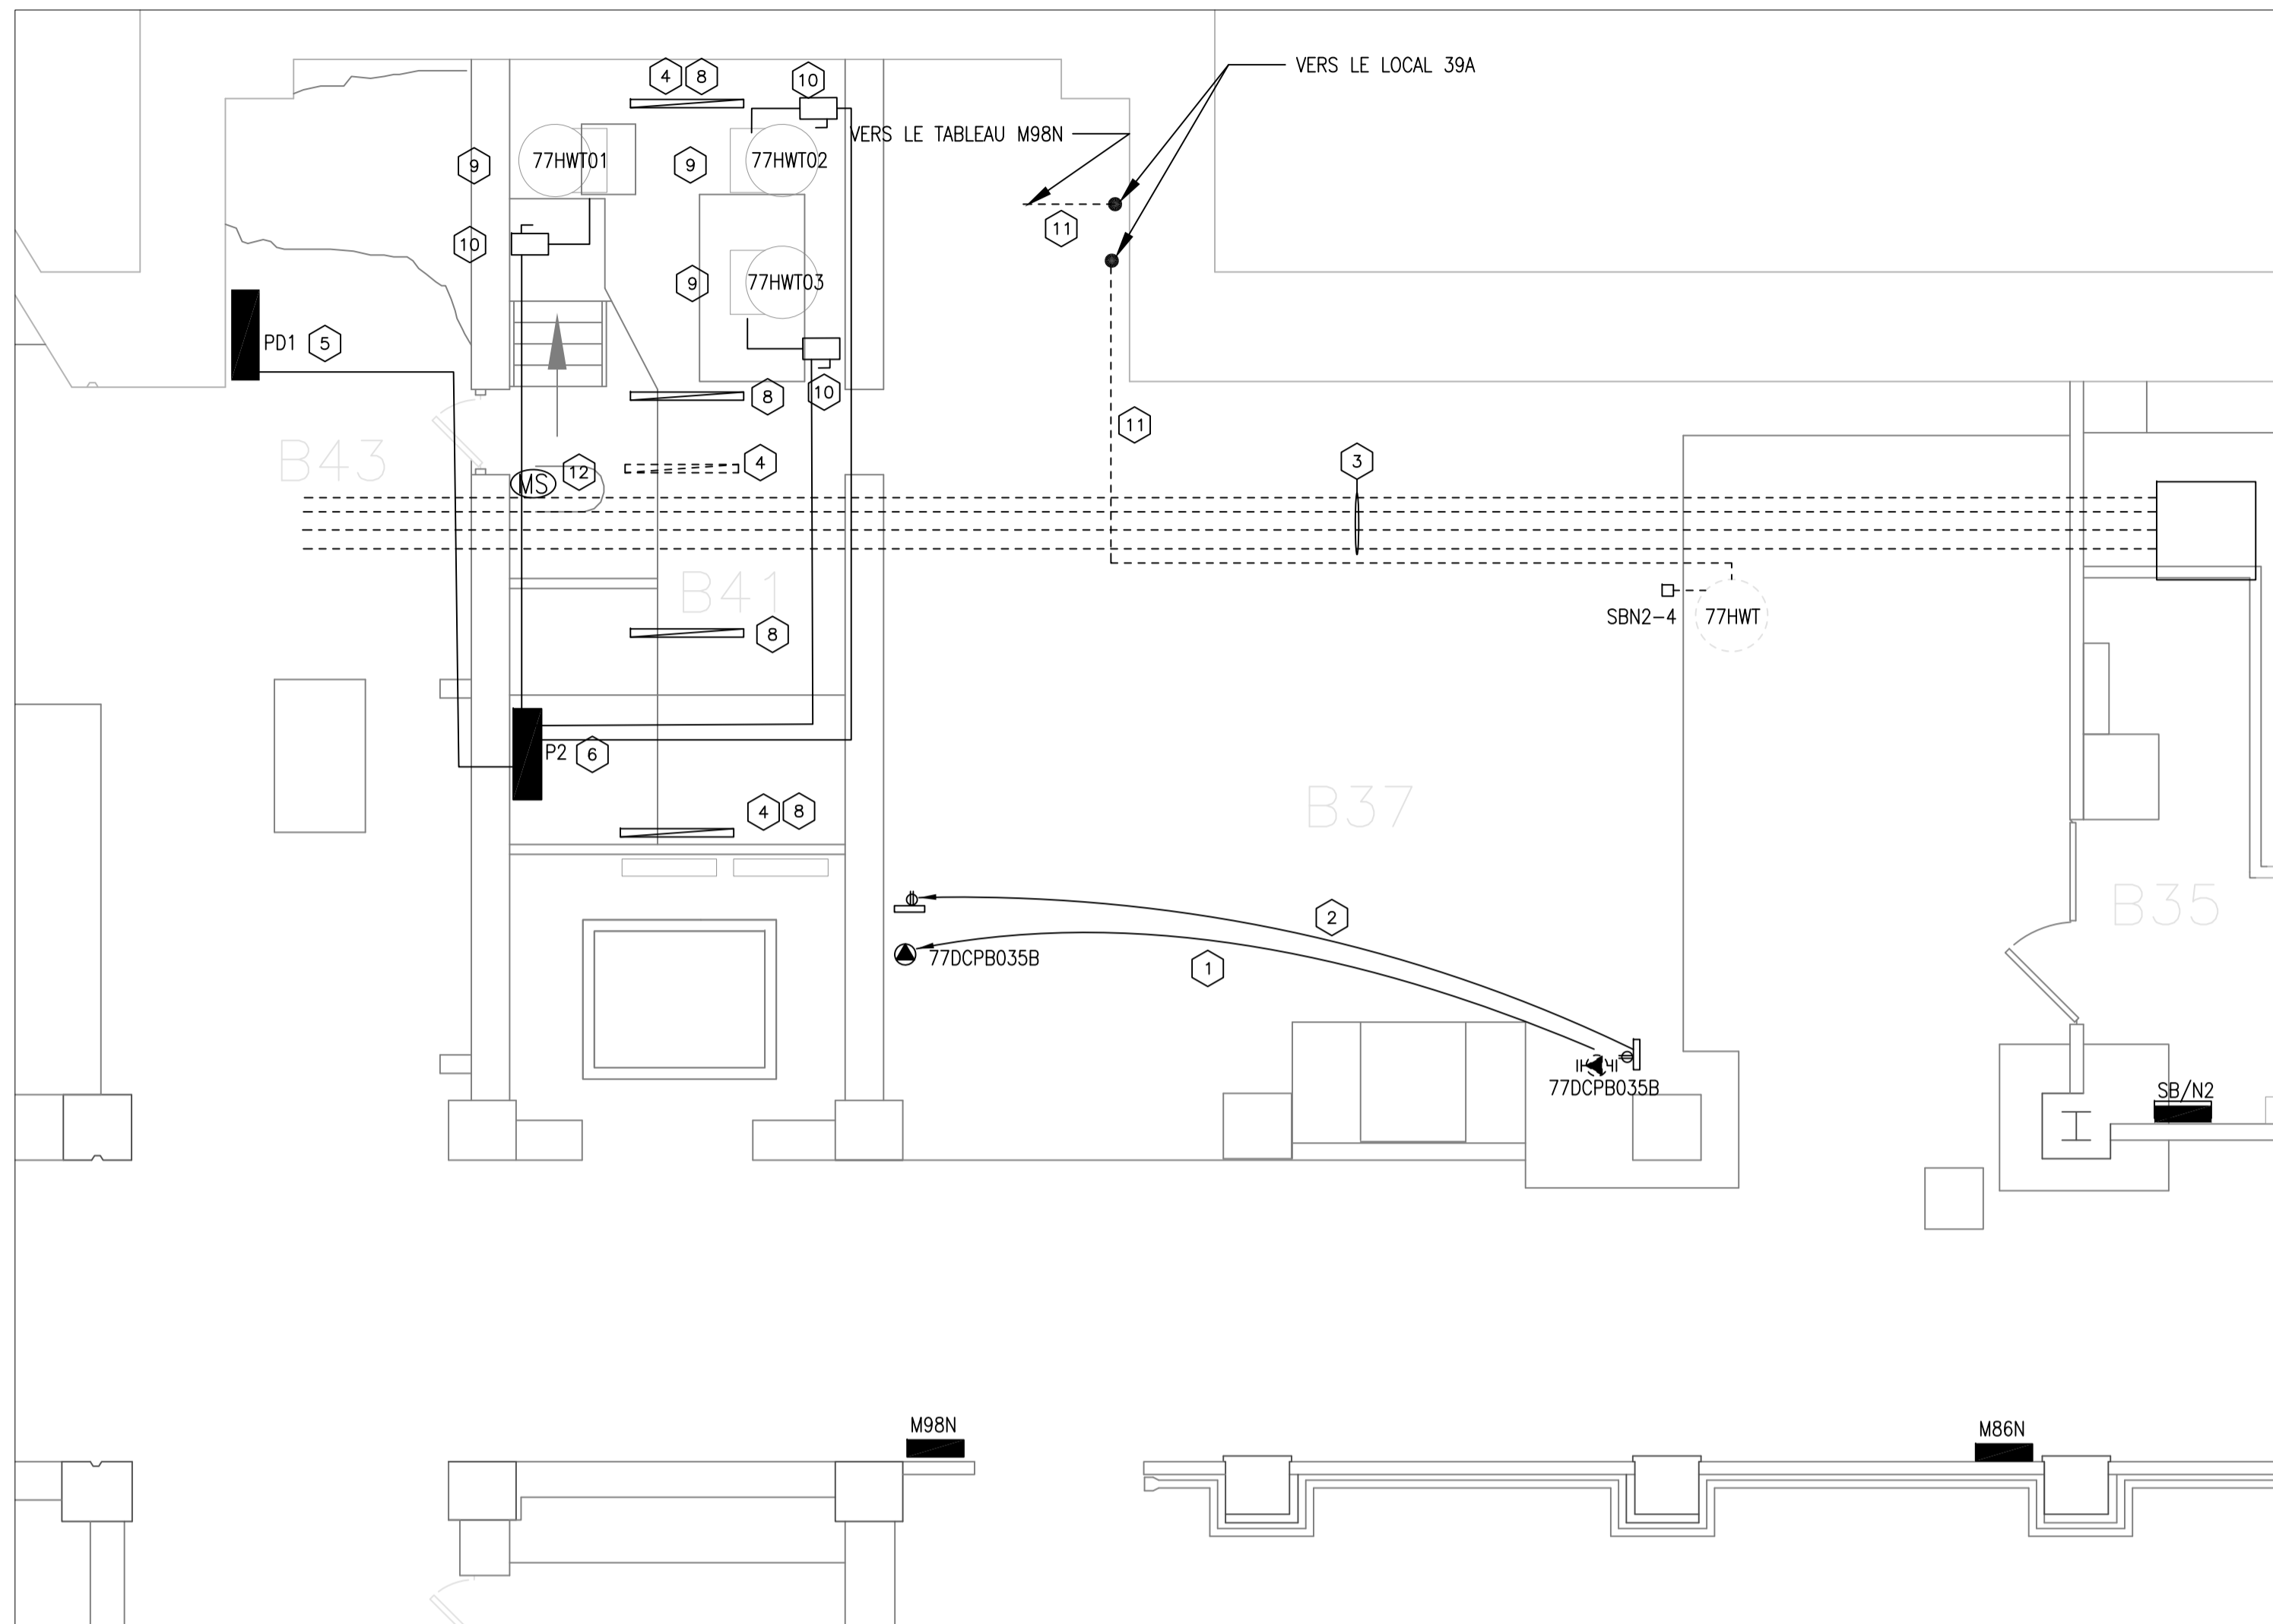 4 8
10
VERS LE LOCAL 39A
VERS LE TABLEAU M98N
9
77HWT01
9
77HWT02
11
10
9
77HWT03
PD1 5
8
10
11
B43
MS 12
4
3
B41
8
SBN2-4
77HWT
P2 6
4 8
B37
B35
2
77DCPB035B
1
77DCPB035B
SB/N2
M98N
M86N